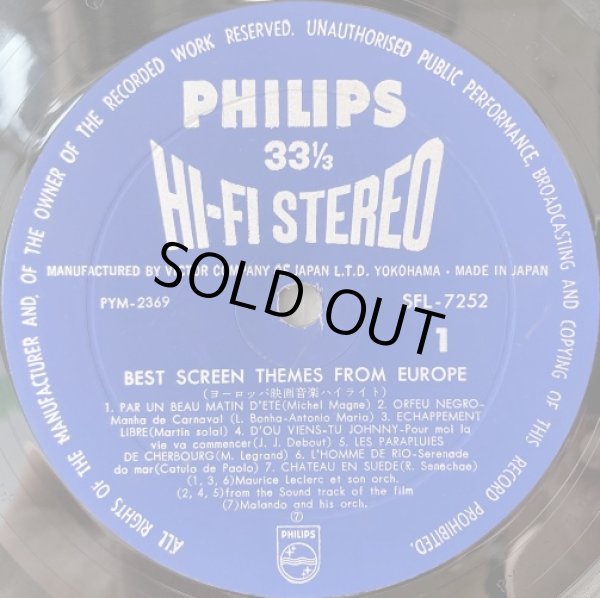 ALL RIGHTS OF THE MANUFACTURER AND, OF THE OWNER OF THE RECORDED WORK RESERVED. UNAUTHORISED PUBLIC PERFORMANCE, BROADCASTING AND COPYING OF THIS RECORD PROHIBITED.
PHILIPS
33⅓
HI-FI STEREO
MANUFACTURED BY VICTOR COMPANY OF JAPAN L.T.D. YOKOHAMA • MADE IN JAPAN
SOLD OUT
PYM-2369
SFL-7252
1
BEST SCREEN THEMES FROM EUROPE
(ヨーロッパ映画音楽ハイライト)
1. PAR UN BEAU MATIN D'ETE(Michel Magne) 2. ORFEU NEGRO-
Manha de Carnaval (L. Bonha-Antonio Maria) 3. ECHAPPEMENT
LIBRE(Martin solal) 4. D'OU VIENS-TU JOHNNY-Pour moi la
vie va commencer(J. J. Debout) 5. LES PARAPLUIES
DE CHERBOURG(M. Legrand) 6. L'HOMME DE RIO-Serenade
do mar(Catulo de Paolo) 7. CHATEAU EN SUEDE(R. Senechae)
(1, 3, 6)Maurice Leclerc et son orch.
(2, 4, 5)from the Sound track of the film
(7)Malando and his orch.
⑦
PHILIPS